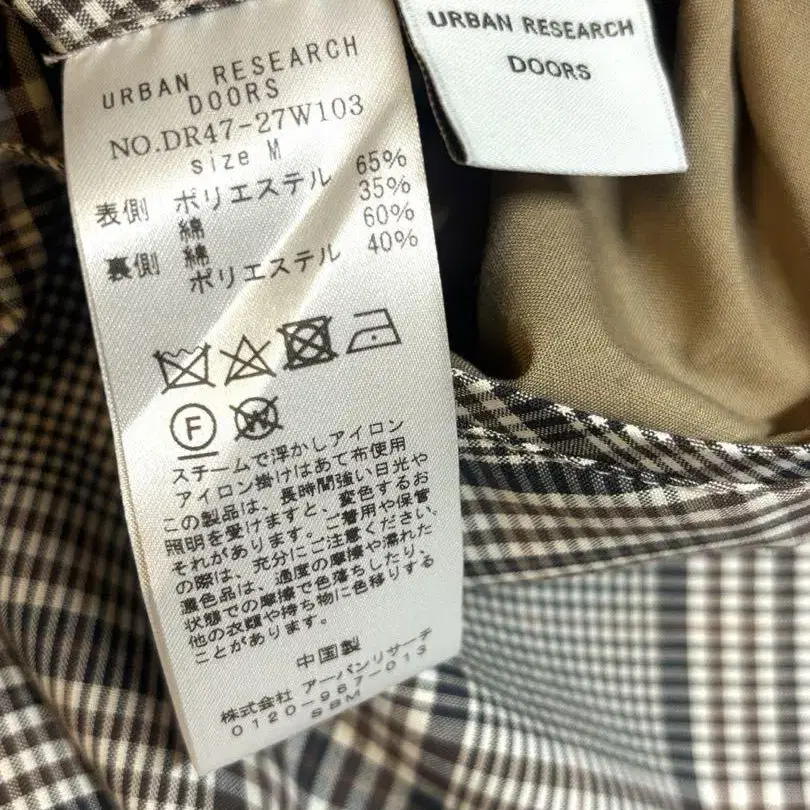 URBAN RESEARCH
DOORS
NO.DR47-27W103
size M
表側 ポリエステル 65%
綿 35%
裏側 綿 60%
ポリエステル 40%
F
W
スチームで浮かしアイロン
アイロン掛けはあて布使用
この製品は、長時間強い日光や
照明を受けますと、変色するお
それがあります。ご着用や保管
の際は、充分にご注意ください。
濃色品は、過度の摩擦や濡れた
状態での摩擦で色落ちしたり、
他の衣類や持ち物に色移りする
ことがあります。
中国製
株式会社 アーバンリサーチ
0120-967-013
SBM
URBAN RESEARCH
DOORS